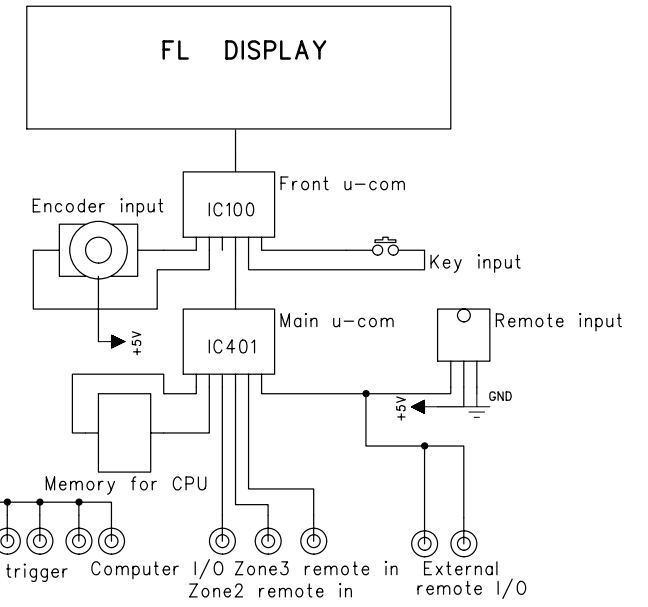 FL DISPLAY
Front u-com
IC100
Encoder input
Key input
+5V
Main u-com
IC401
Remote input
+5V
GND
Memory for CPU
trigger
Computer I/O
Zone3 remote in
Zone2 remote in
External
remote I/O